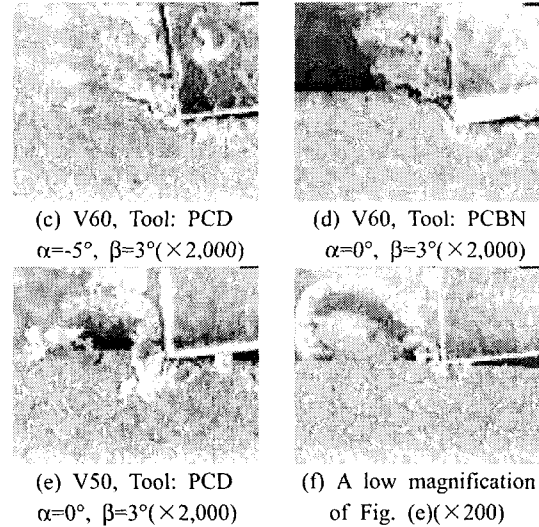 (c) V60, Tool: PCD
α=-5°, β=3°(×2,000)
(d) V60, Tool: PCBN
α=0°, β=3°(×2,000)
(e) V50, Tool: PCD
α=0°, β=3°(×2,000)
(f) A low magnification
of Fig. (e)(×200)